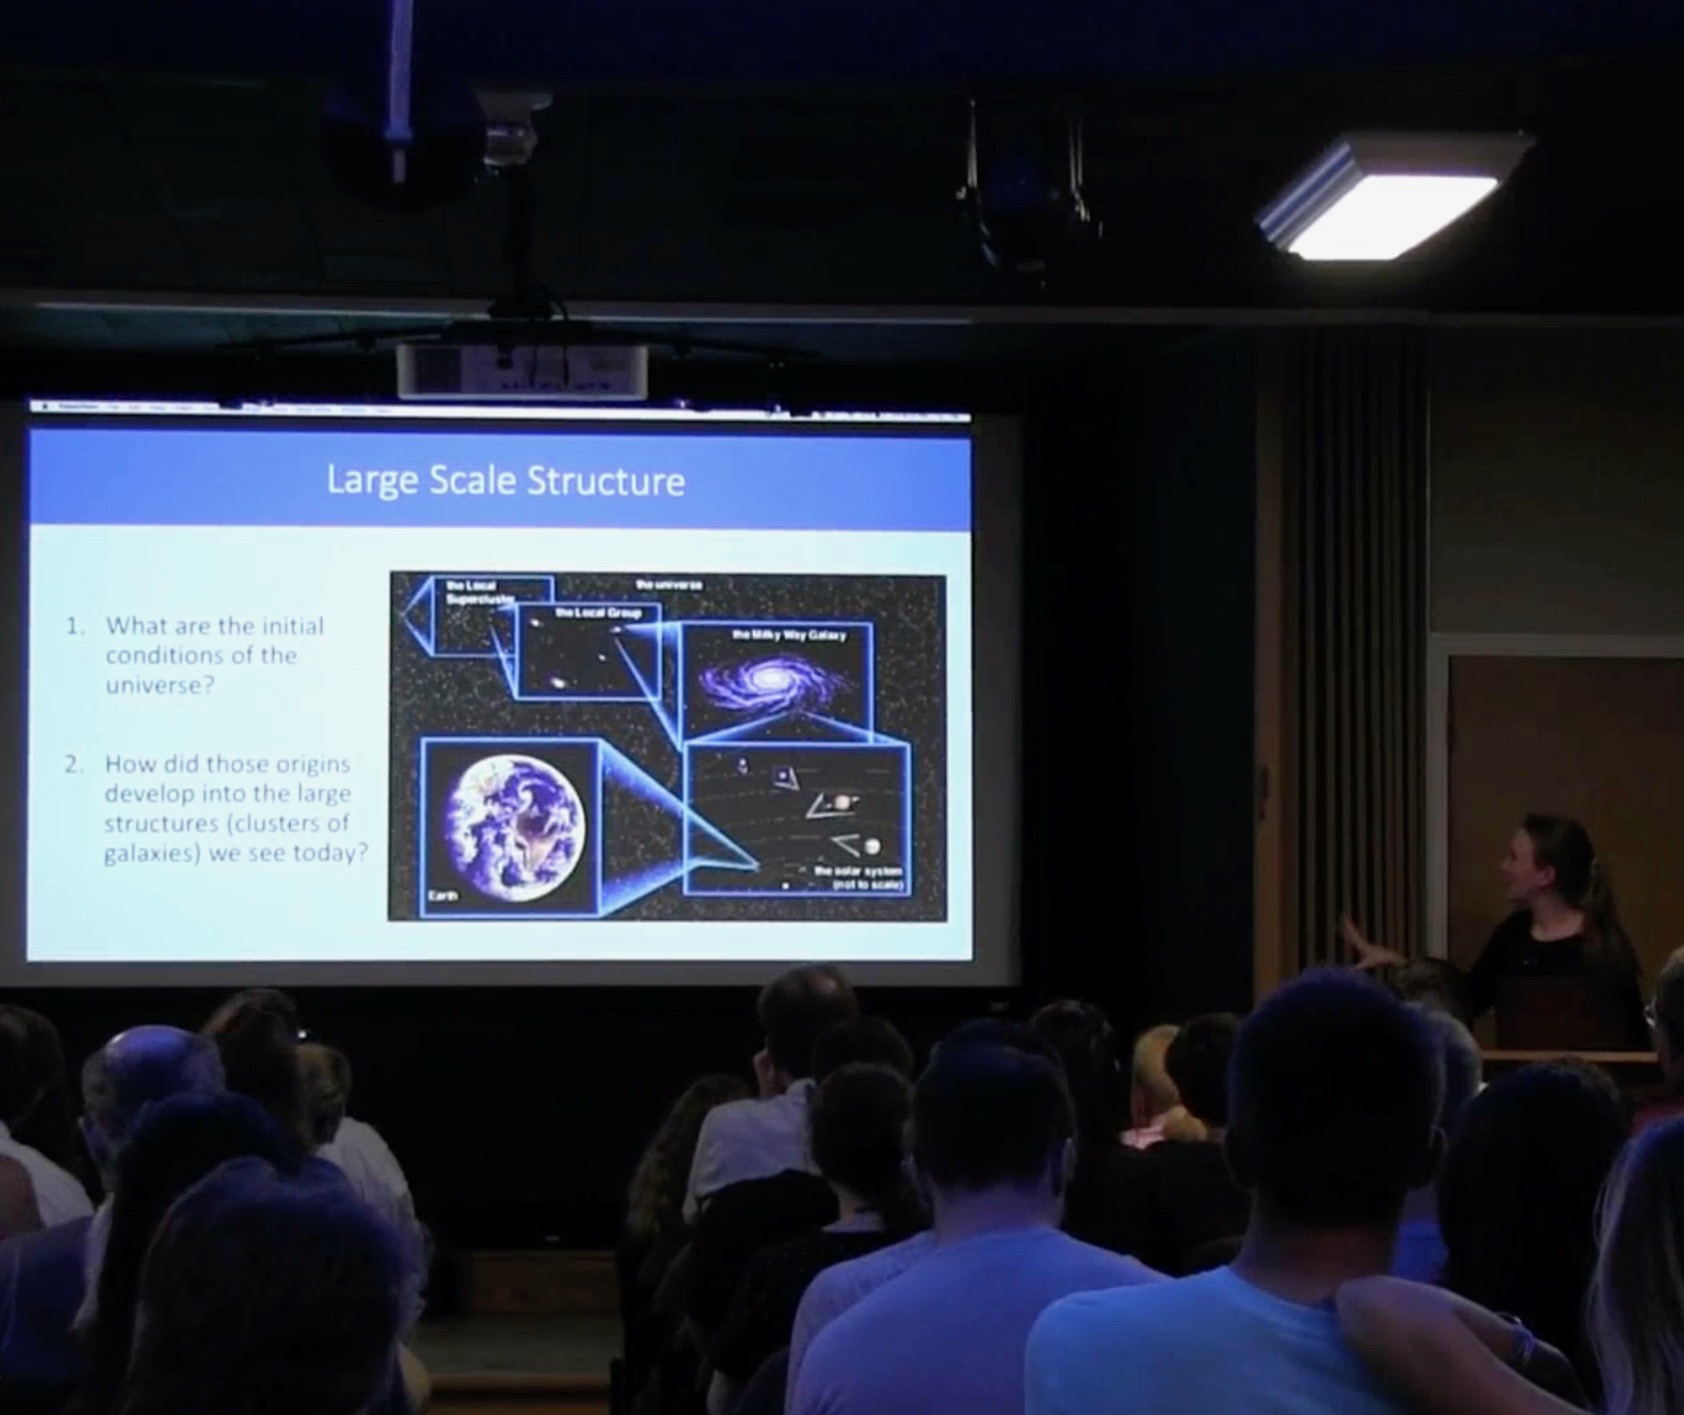 Large Scale Structure
1. What are the initial
conditions of the
universe?
2. How did those origins
develop into the large
structures (clusters of
galaxies) we see today?
the Local
Supercluster
the universe
the Local Group
the Milky Way Galaxy
Earth
the solar system
(not to scale)